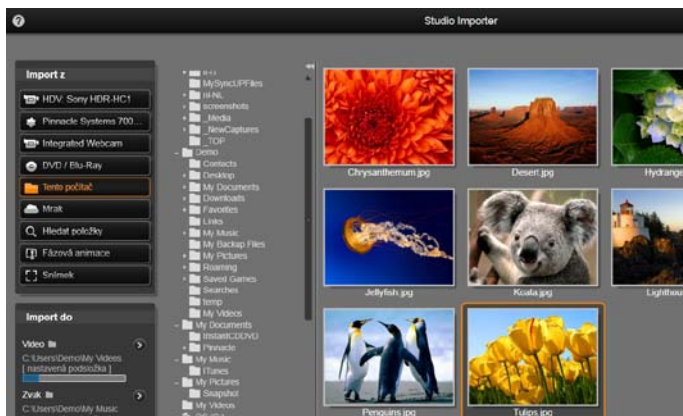 Studio Importer
Import z
HDV: Sony HDR-HC1
Pinnacle Systems 700...
Integrated Webcam
DVD / Blu-Ray
Tento počítač
Mrak
Hledat položky
Fázová animace
Snímek
Import do
Video
C:\Users\Demo\My Videos
[ nastavená podsložka ]
Zvuk
C:\Users\Demo\My Music
MySyncUPFiles
nl-NL
screenshots
_Media
_NewCaptures
_TOP
Demo
Contacts
Desktop
My Documents
Downloads
Favorites
Links
My Music
My Backup Files
My Pictures
Roaming
Saved Games
Searches
temp
My Videos
My Documents
InstantCDDVD
Pinnacle
My Music
iTunes
My Pictures
Snapshot
My Videos
Chrysanthemum.jpg
Desert.jpg
Hydrange
Jellyfish.jpg
Koala.jpg
Lighthou
Penguins.jpg
Tulips.jpg